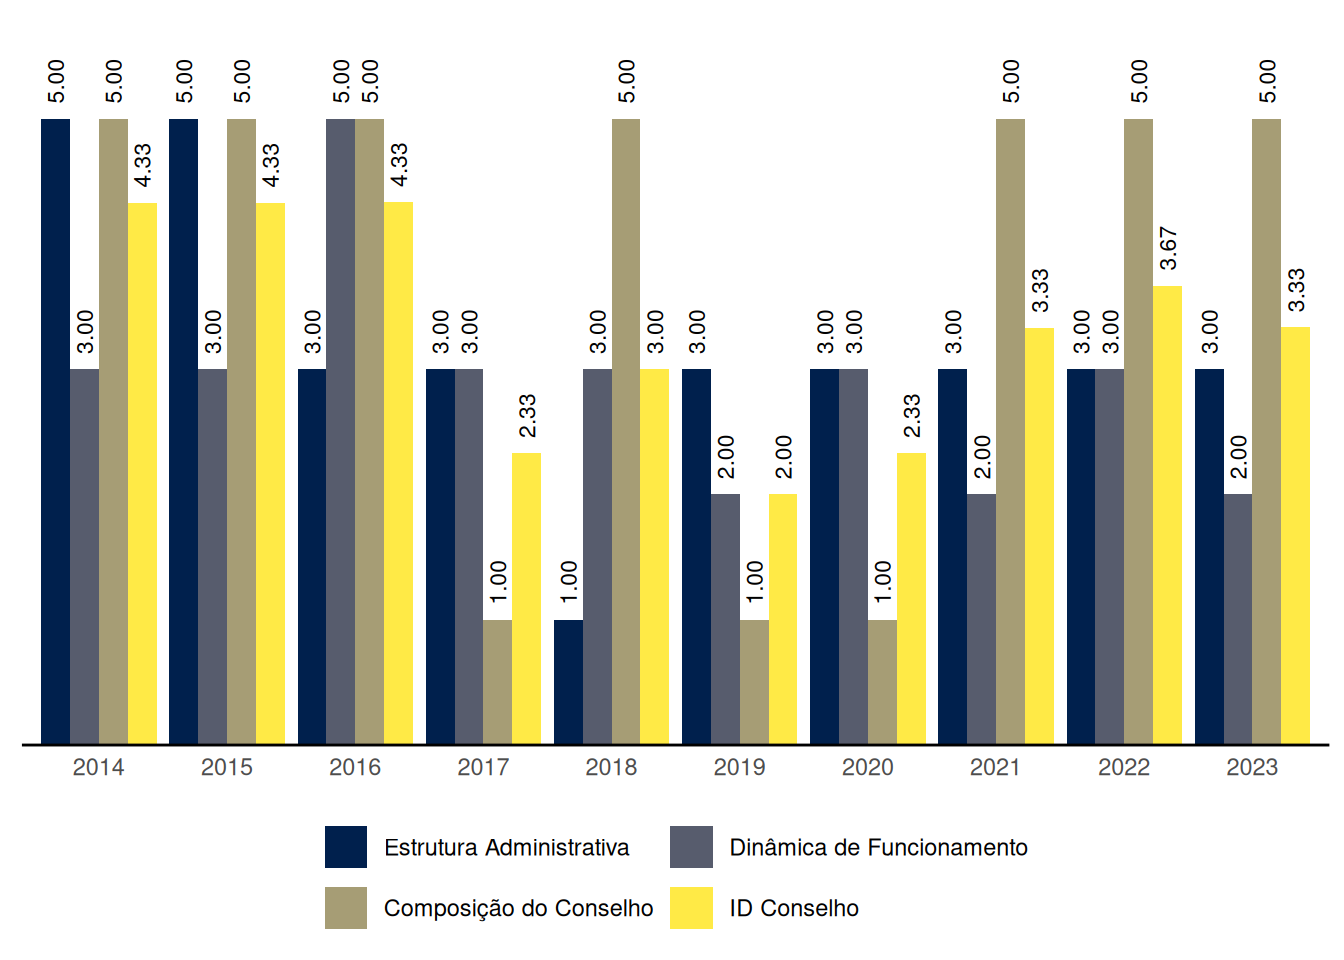 5.00 3.00 5.00 4.33 5.00 3.00 5.00 4.33 3.00 5.00 5.00 4.33 3.00 3.00 1.00 2.33 1.00 3.00 5.00 3.00 3.00 2.00 1.00 2.00 3.00 3.00 1.00 2.33 3.00 2.00 5.00 3.33 3.00 3.00 5.00 3.67 3.00 2.00 5.00 3.33
2014 2015 2016 2017 2018 2019 2020 2021 2022 2023
Estrutura Administrativa Dinâmica de Funcionamento
Composição do Conselho ID Conselho